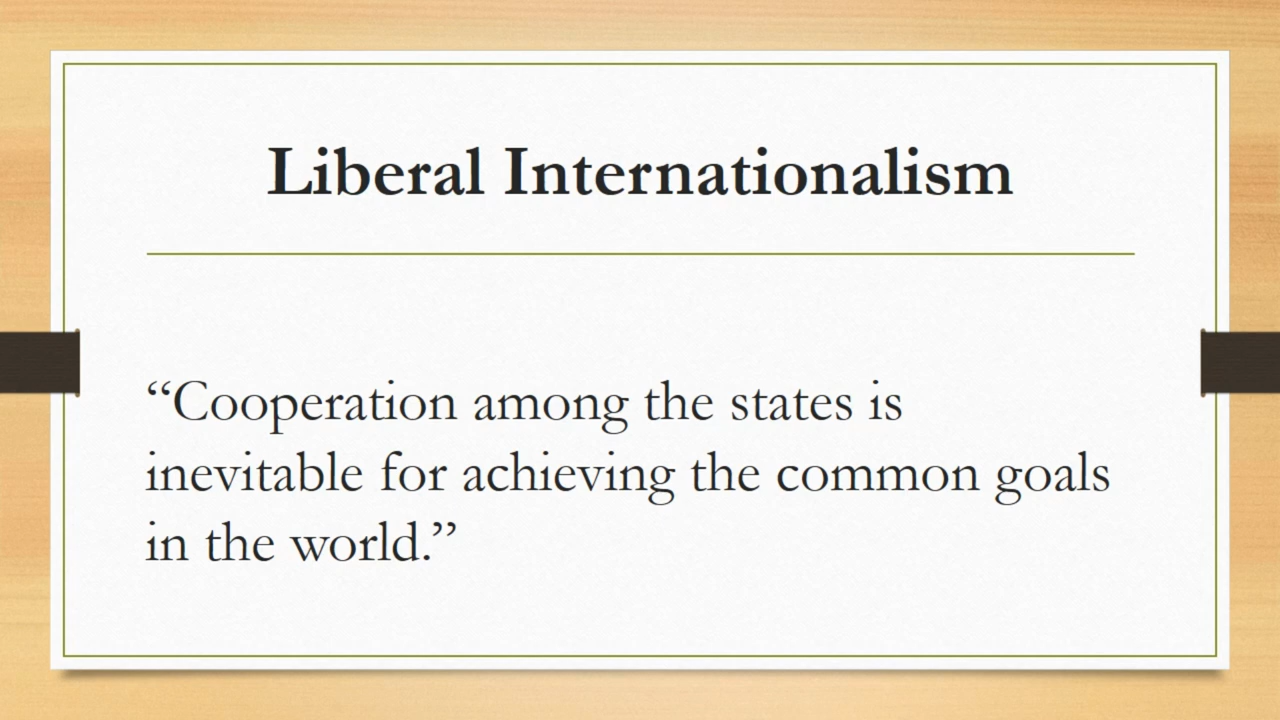 Liberal Internationalism
“Cooperation among the states is
inevitable for achieving the common goals
in the world.”